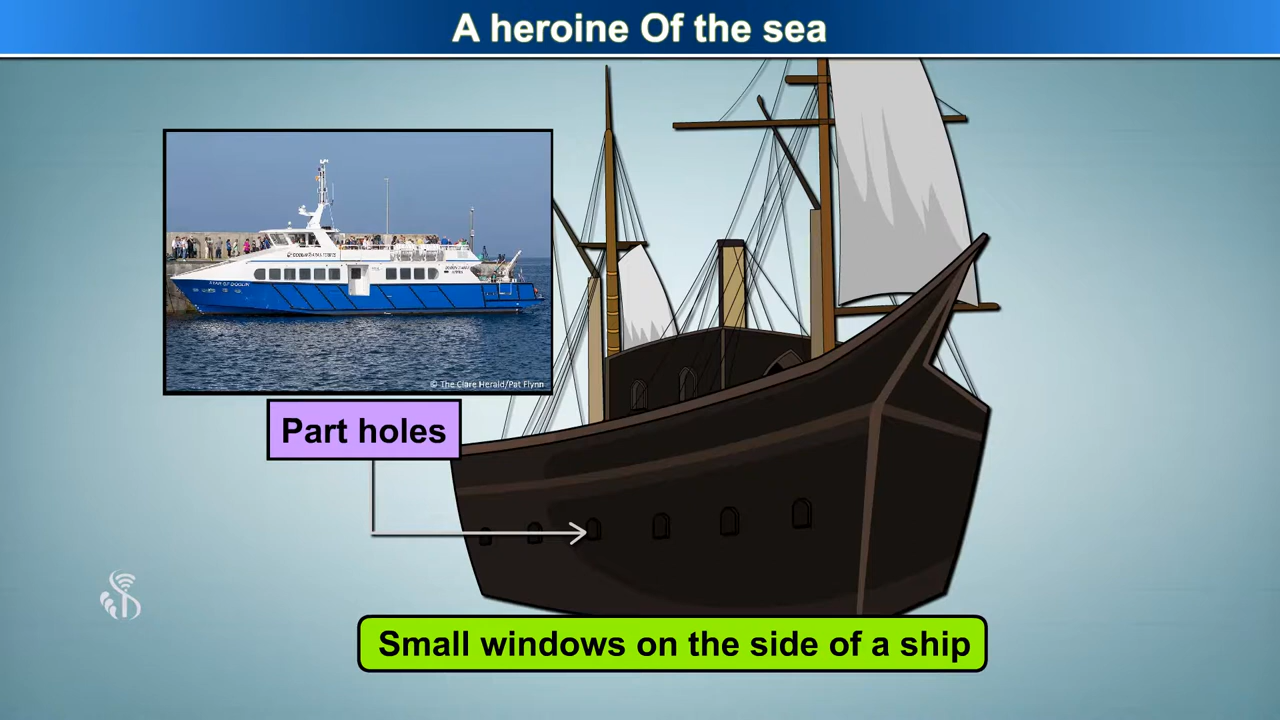 A heroine Of the sea
STAR OF DOOLIN
© The Clare Herald/Pat Flynn
Part holes
Small windows on the side of a ship